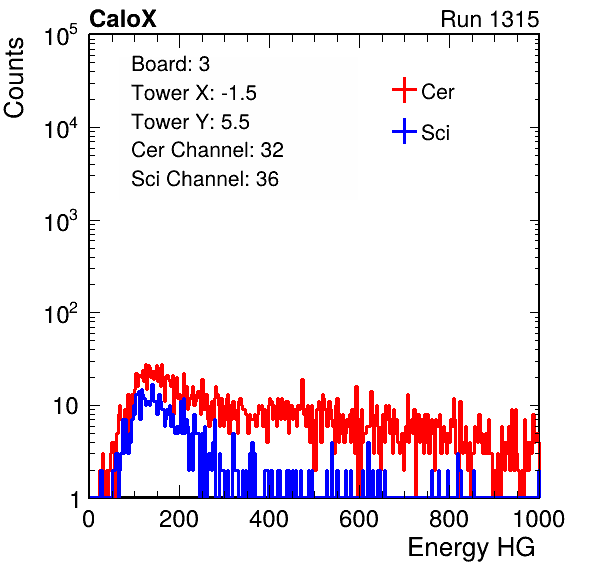 CaloX Run 1315
Counts
Board: 3
Tower X: -1.5
Tower Y: 5.5
Cer Channel: 32
Sci Channel: 36
Cer
Sci
10^5
10^4
10^3
10^2
10
1
0 200 400 600 800 1000
Energy HG